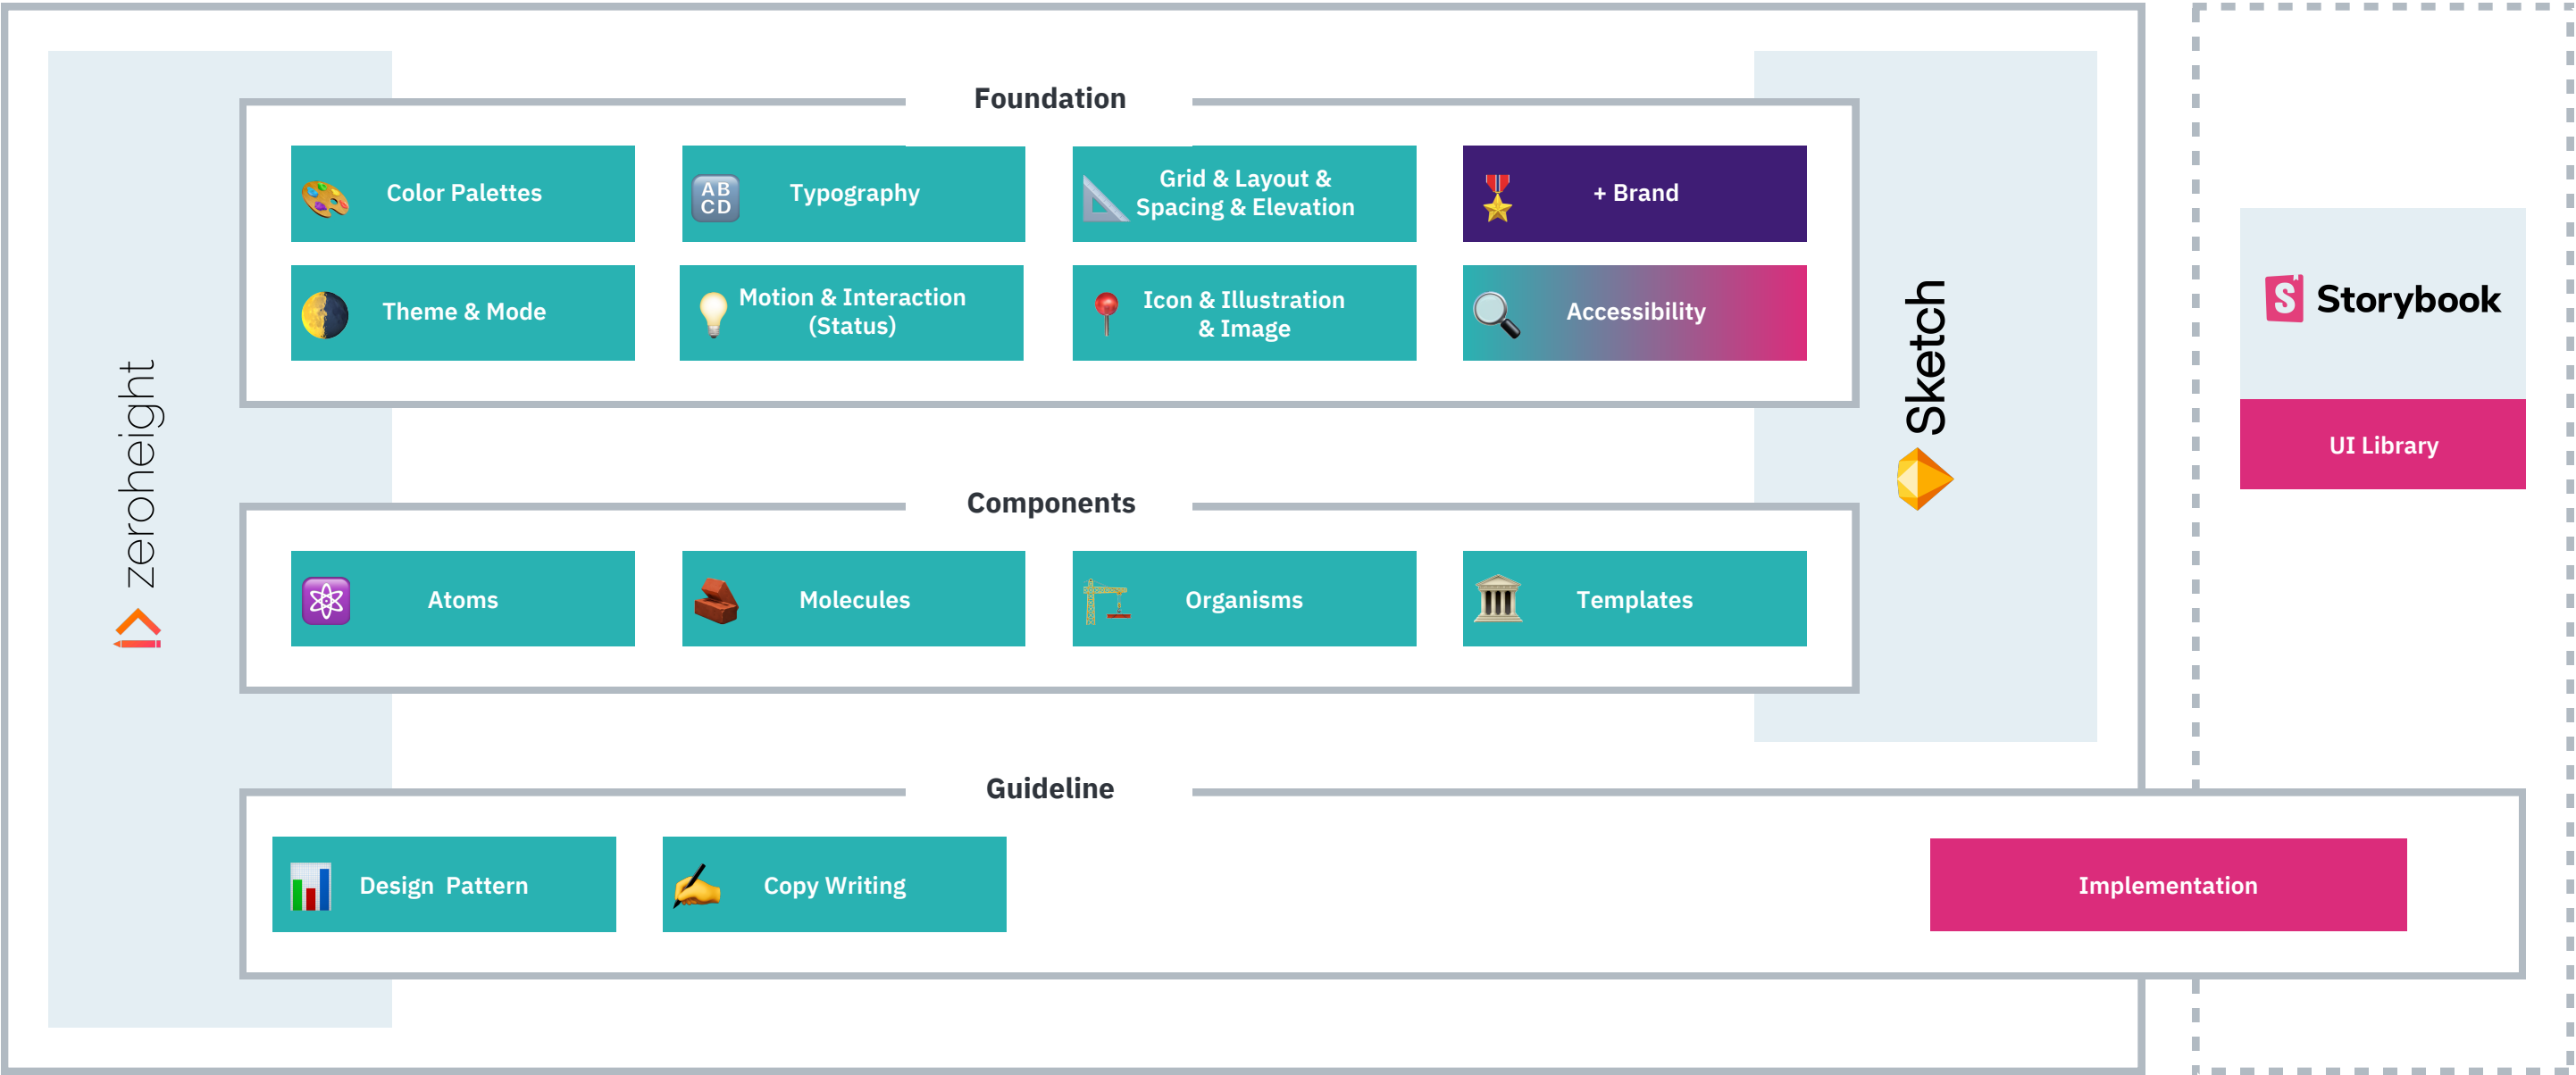 Foundation
Color Palettes
AB
CD
Typography
Grid & Layout &
Spacing & Elevation
+ Brand
Theme & Mode
Motion & Interaction
(Status)
Icon & Illustration
& Image
Accessibility
zeroheight
Sketch
S Storybook
UI Library
Components
Atoms
Molecules
Organisms
Templates
Guideline
Design  Pattern
Copy Writing
Implementation